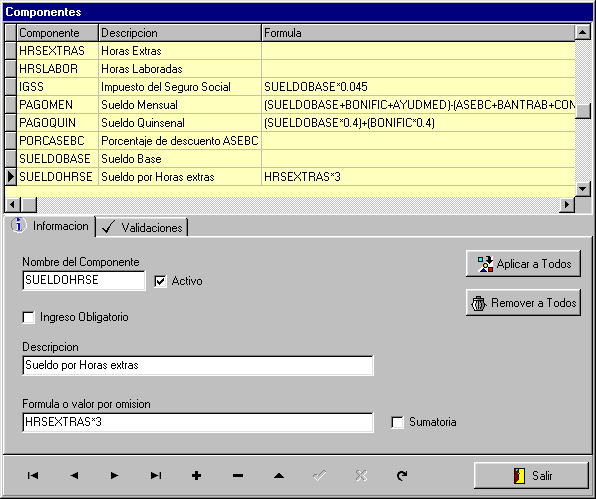 Componentes
Componente Descripcion Formula
HRSEXTRAS Horas Extras
HRSLABOR Horas Laboradas
IGSS Impuesto del Seguro Social SUELDOBASE*0.045
PAGOMEN Sueldo Mensual (SUELDOBASE+BONIFIC+AYUDMED)-(ASEBC+BANTRAB+CON
PAGOQUIN Sueldo Quinsenal (SUELDOBASE*0.4)+(BONIFIC*0.4)
PORCASEBC Porcentaje de descuento ASEBC
SUELDOBASE Sueldo Base
SUELDOHRSE Sueldo por Horas extras HRSEXTRAS*3
Informacion Validaciones
Nombre del Componente
SUELDOHRSE Activo
Aplicar a Todos
Remover a Todos
Ingreso Obligatorio
Descripcion
Sueldo por Horas extras
Formula o valor por omision
HRSEXTRAS*3 Sumatoria
Salir